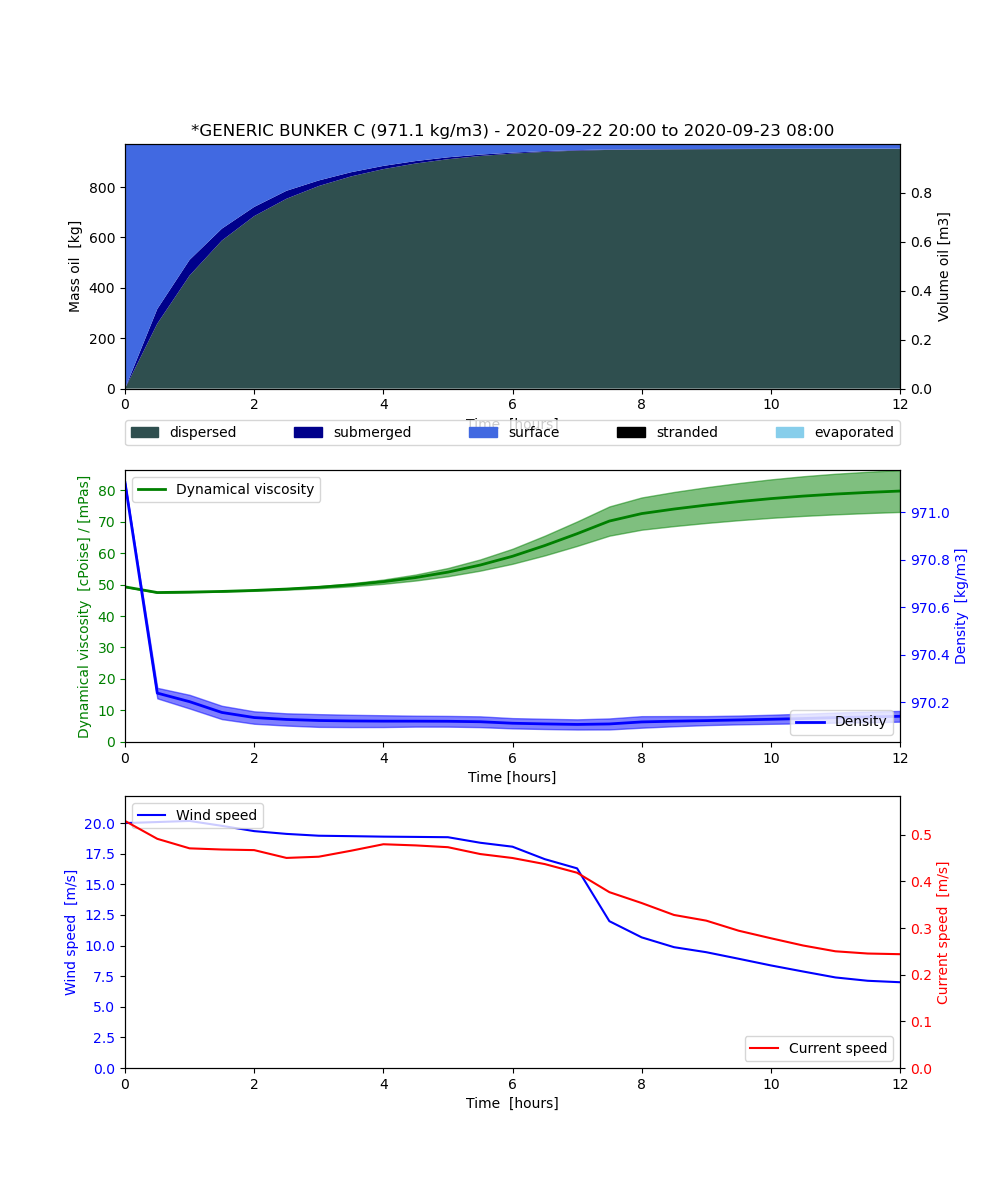 *GENERIC BUNKER C (971.1 kg/m3) - 2020-09-22 20:00 to 2020-09-23 08:00
Mass oil [kg]
800
600
400
200
0
0.8
0.6
0.4
0.2
0.0
Volume oil [m3]
0 2 4 6 8 10 12
Time [hours]
dispersed submerged surface stranded evaporated
Dynamical viscosity [cPoise] / [mPas]
80
70
60
50
40
30
20
10
0
Dynamical viscosity
971.0
970.8
970.6
970.4
970.2
Density [kg/m3]
Density
0 2 4 6 8 10 12
Time [hours]
Wind speed [m/s]
20.0
17.5
15.0
12.5
10.0
7.5
5.0
2.5
0.0
Wind speed
0.5
0.4
0.3
0.2
0.1
0.0
Current speed [m/s]
Current speed
0 2 4 6 8 10 12
Time [hours]